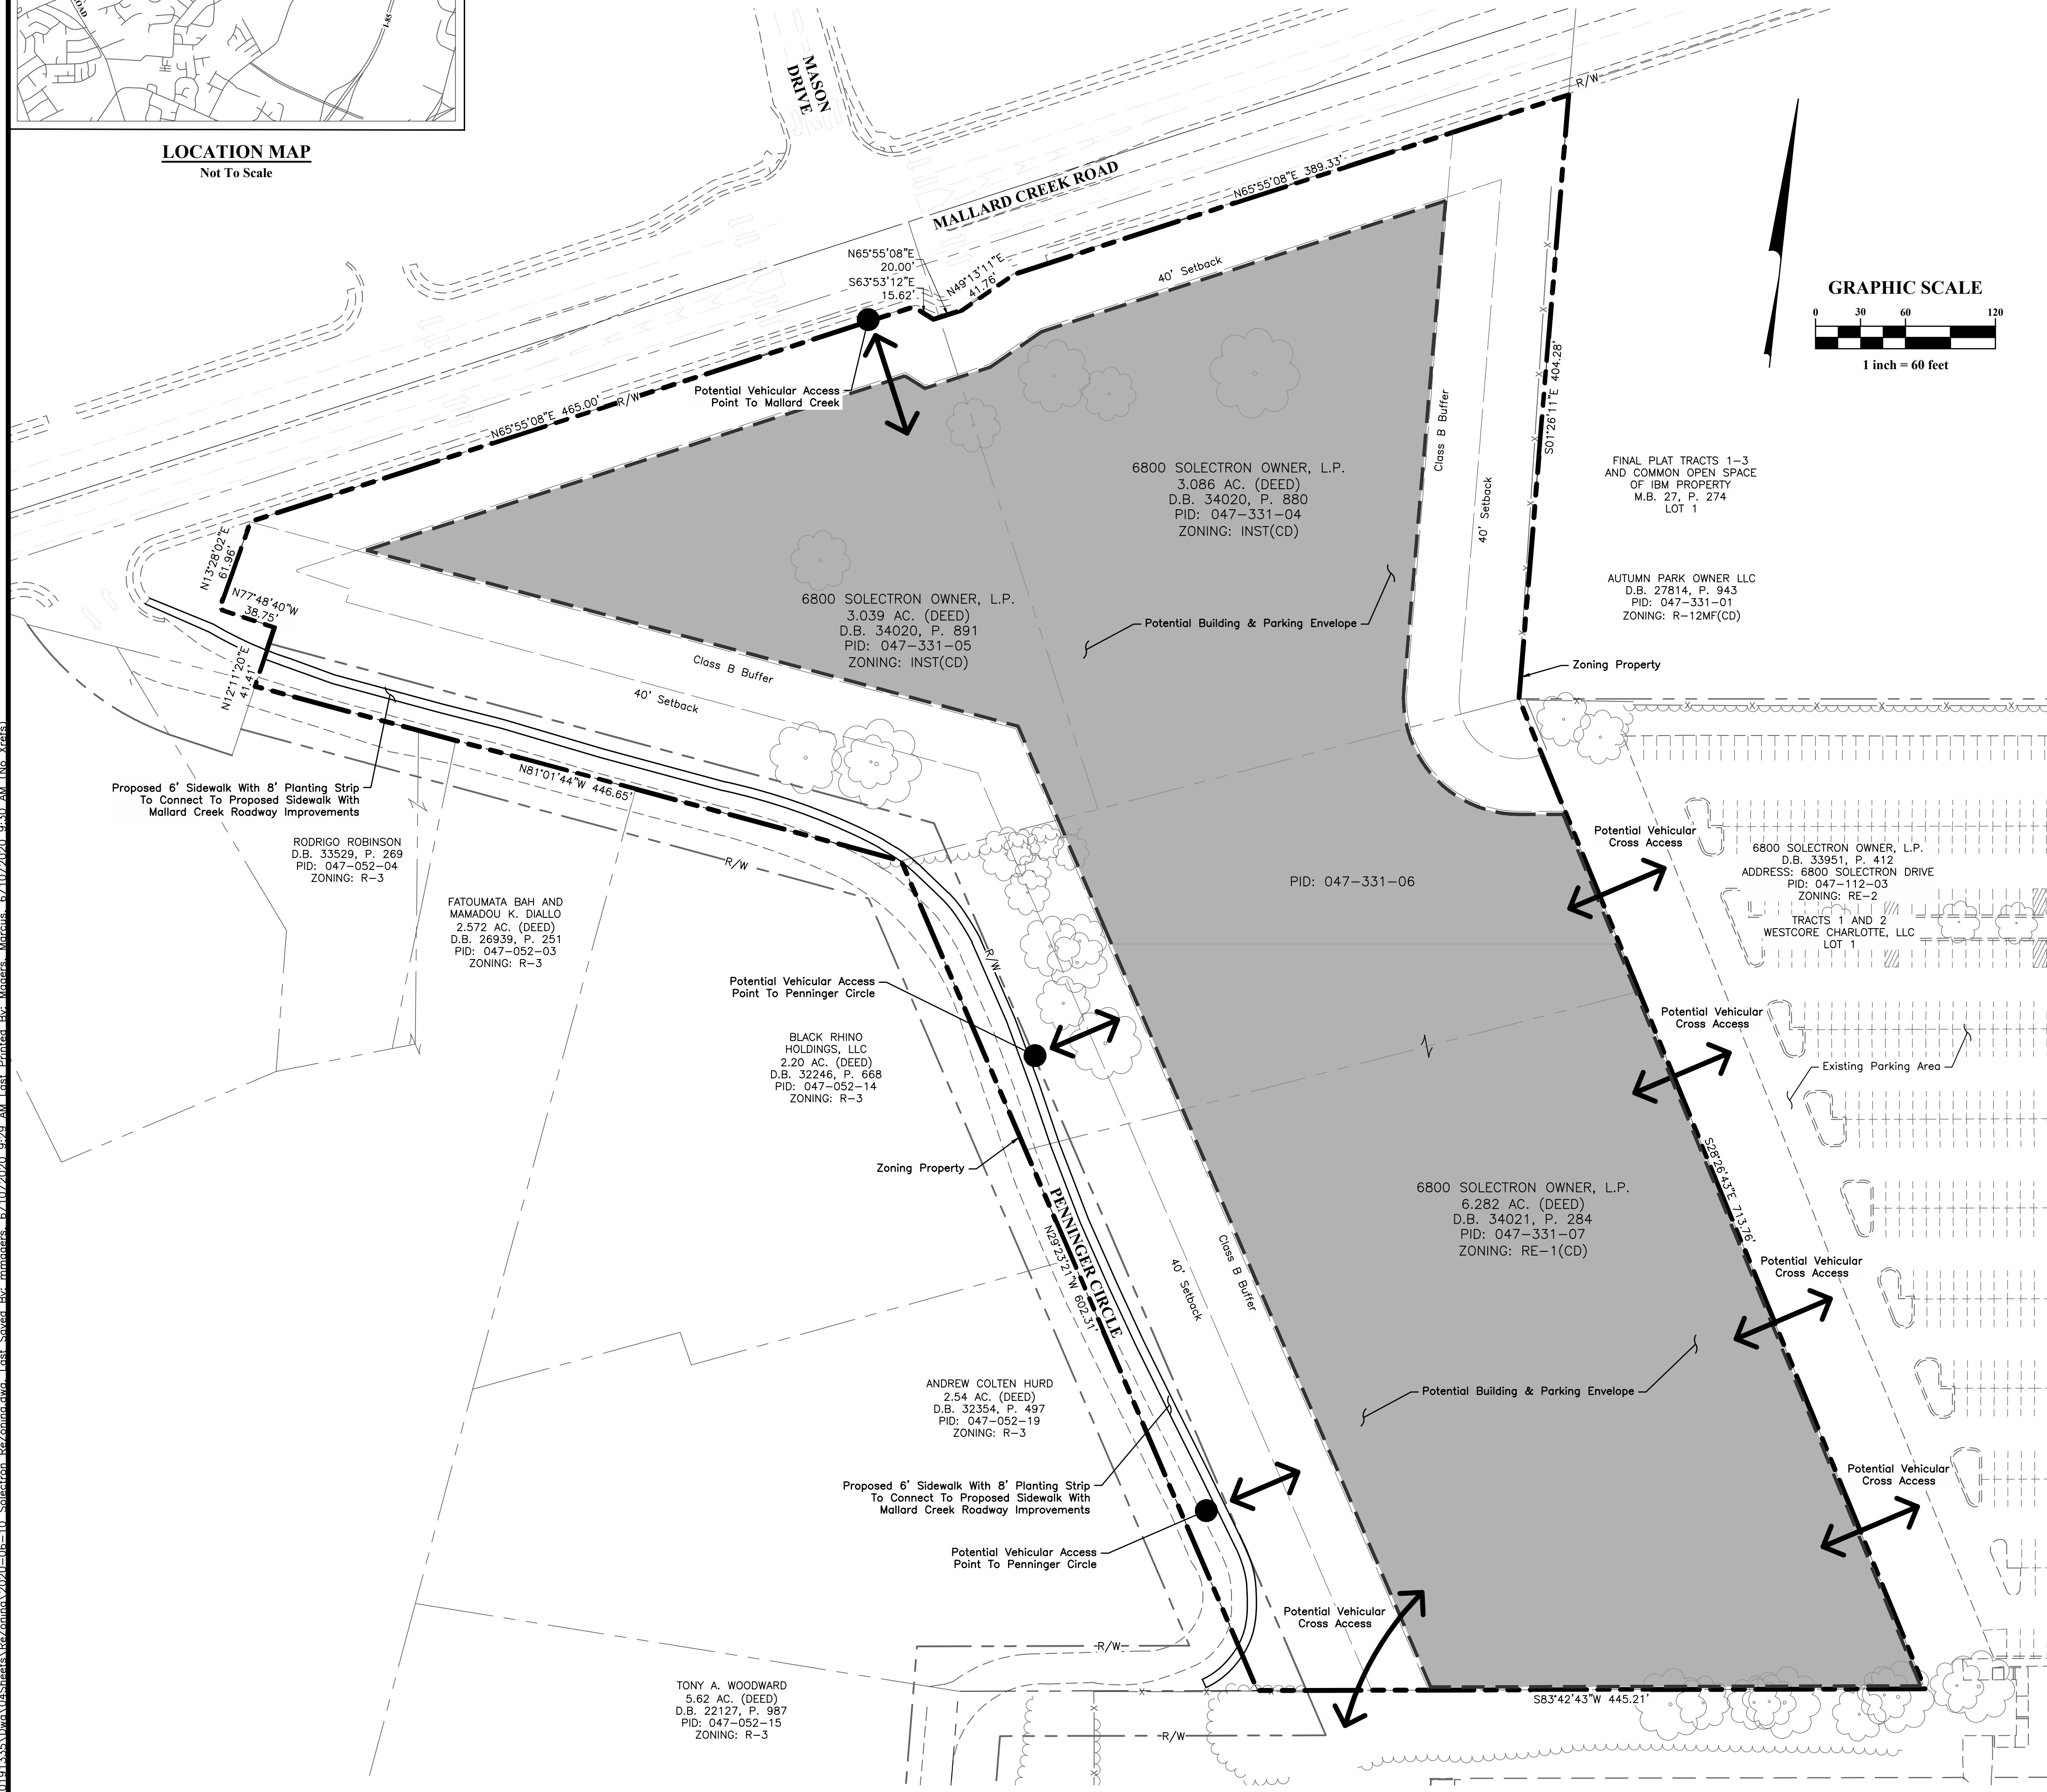 ROAD
I-85
LOCATION MAP
Not To Scale
MASON
DRIVE
MALLARD CREEK ROAD
R/W
N65°55'08"E 389.33'
GRAPHIC SCALE
0 30 60 120
1 inch = 60 feet
N65°55'08"E
20.00'
S63°53'12"E
15.62'
N49°13'11"E
41.76'
40' Setback
Potential Vehicular Access
Point To Mallard Creek
N65°55'08"E 465.00'
R/W
Class B Buffer
40' Setback
S01°26'11"E 404.28'
6800 SOLECTRON OWNER, L.P.
3.086 AC. (DEED)
D.B. 34020, P. 880
PID: 047-331-04
ZONING: INST(CD)
FINAL PLAT TRACTS 1-3
AND COMMON OPEN SPACE
OF IBM PROPERTY
M.B. 27, P. 274
LOT 1
AUTUMN PARK OWNER LLC
D.B. 27814, P. 943
PID: 047-331-01
ZONING: R-12MF(CD)
N13°28'02"E
61.96'
N77°48'40"W
38.75'
N12°11'20"E
41.41'
6800 SOLECTRON OWNER, L.P.
3.039 AC. (DEED)
D.B. 34020, P. 891
PID: 047-331-05
ZONING: INST(CD)
Potential Building & Parking Envelope
Zoning Property
Class B Buffer
40' Setback
N81°01'44"W 446.65'
Proposed 6' Sidewalk With 8' Planting Strip
To Connect To Proposed Sidewalk With
Mallard Creek Roadway Improvements
RODRIGO ROBINSON
D.B. 33529, P. 269
PID: 047-052-04
ZONING: R-3
R/W
Potential Vehicular
Cross Access
6800 SOLECTRON OWNER, L.P.
D.B. 33951, P. 412
ADDRESS: 6800 SOLECTRON DRIVE
PID: 047-112-03
ZONING: RE-2
TRACTS 1 AND 2
WESTCORE CHARLOTTE, LLC
LOT 1
PID: 047-331-06
FATOUMATA BAH AND
MAMADOU K. DIALLO
2.572 AC. (DEED)
D.B. 26939, P. 251
PID: 047-052-03
ZONING: R-3
R/W
Potential Vehicular Access
Point To Penninger Circle
Potential Vehicular
Cross Access
BLACK RHINO
HOLDINGS, LLC
2.20 AC. (DEED)
D.B. 32246, P. 668
PID: 047-052-14
ZONING: R-3
Existing Parking Area
Zoning Property
PENNINGER CIRCLE
N29°23'21"W 602.31'
S28°26'43"E 713.76'
6800 SOLECTRON OWNER, L.P.
6.282 AC. (DEED)
D.B. 34021, P. 284
PID: 047-331-07
ZONING: RE-1(CD)
40' Setback
Class B Buffer
Potential Vehicular
Cross Access
Potential Building & Parking Envelope
ANDREW COLTEN HURD
2.54 AC. (DEED)
D.B. 32354, P. 497
PID: 047-052-19
ZONING: R-3
Proposed 6' Sidewalk With 8' Planting Strip
To Connect To Proposed Sidewalk With
Mallard Creek Roadway Improvements
Potential Vehicular
Cross Access
Potential Vehicular Access
Point To Penninger Circle
Potential Vehicular
Cross Access
R/W
S83°42'43"W 445.21'
TONY A. WOODWARD
5.62 AC. (DEED)
D.B. 22127, P. 987
PID: 047-052-15
ZONING: R-3
R/W